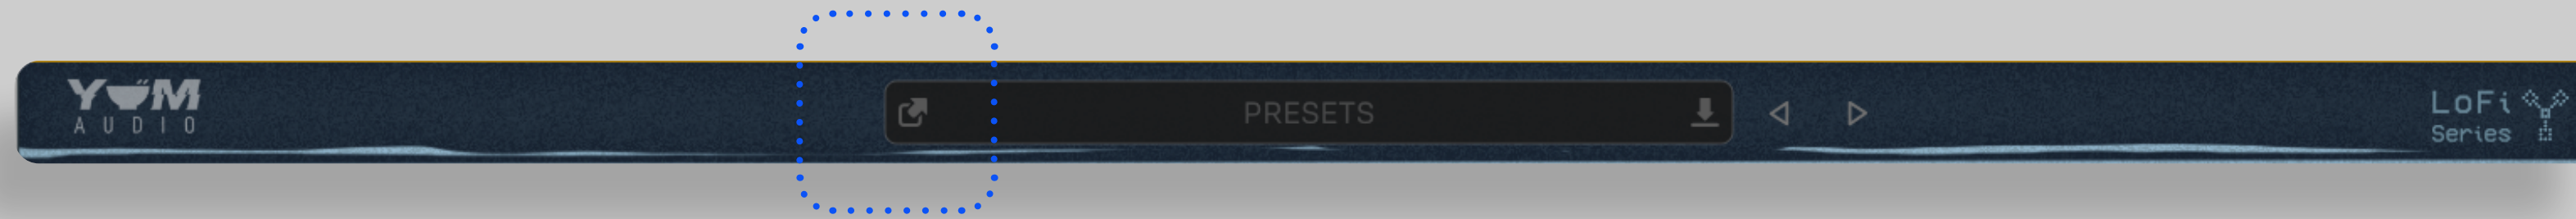 YUM
AUDIO
PRESETS
LoFi
Series